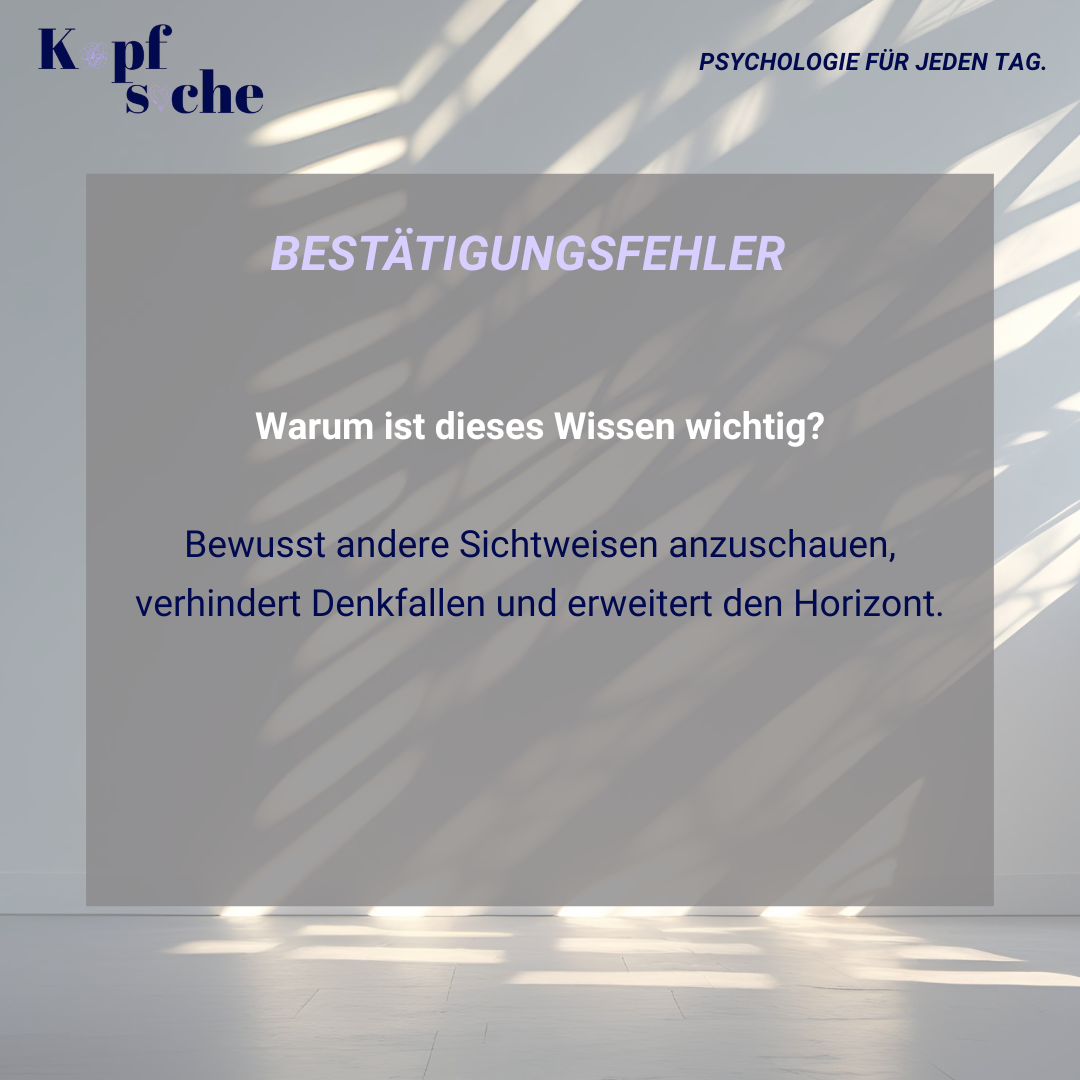 Kopf
sache
PSYCHOLOGIE FÜR JEDEN TAG.
BESTÄTIGUNGSFEHLER
Warum ist dieses Wissen wichtig?
Bewusst andere Sichtweisen anzuschauen,
verhindert Denkfallen und erweitert den Horizont.